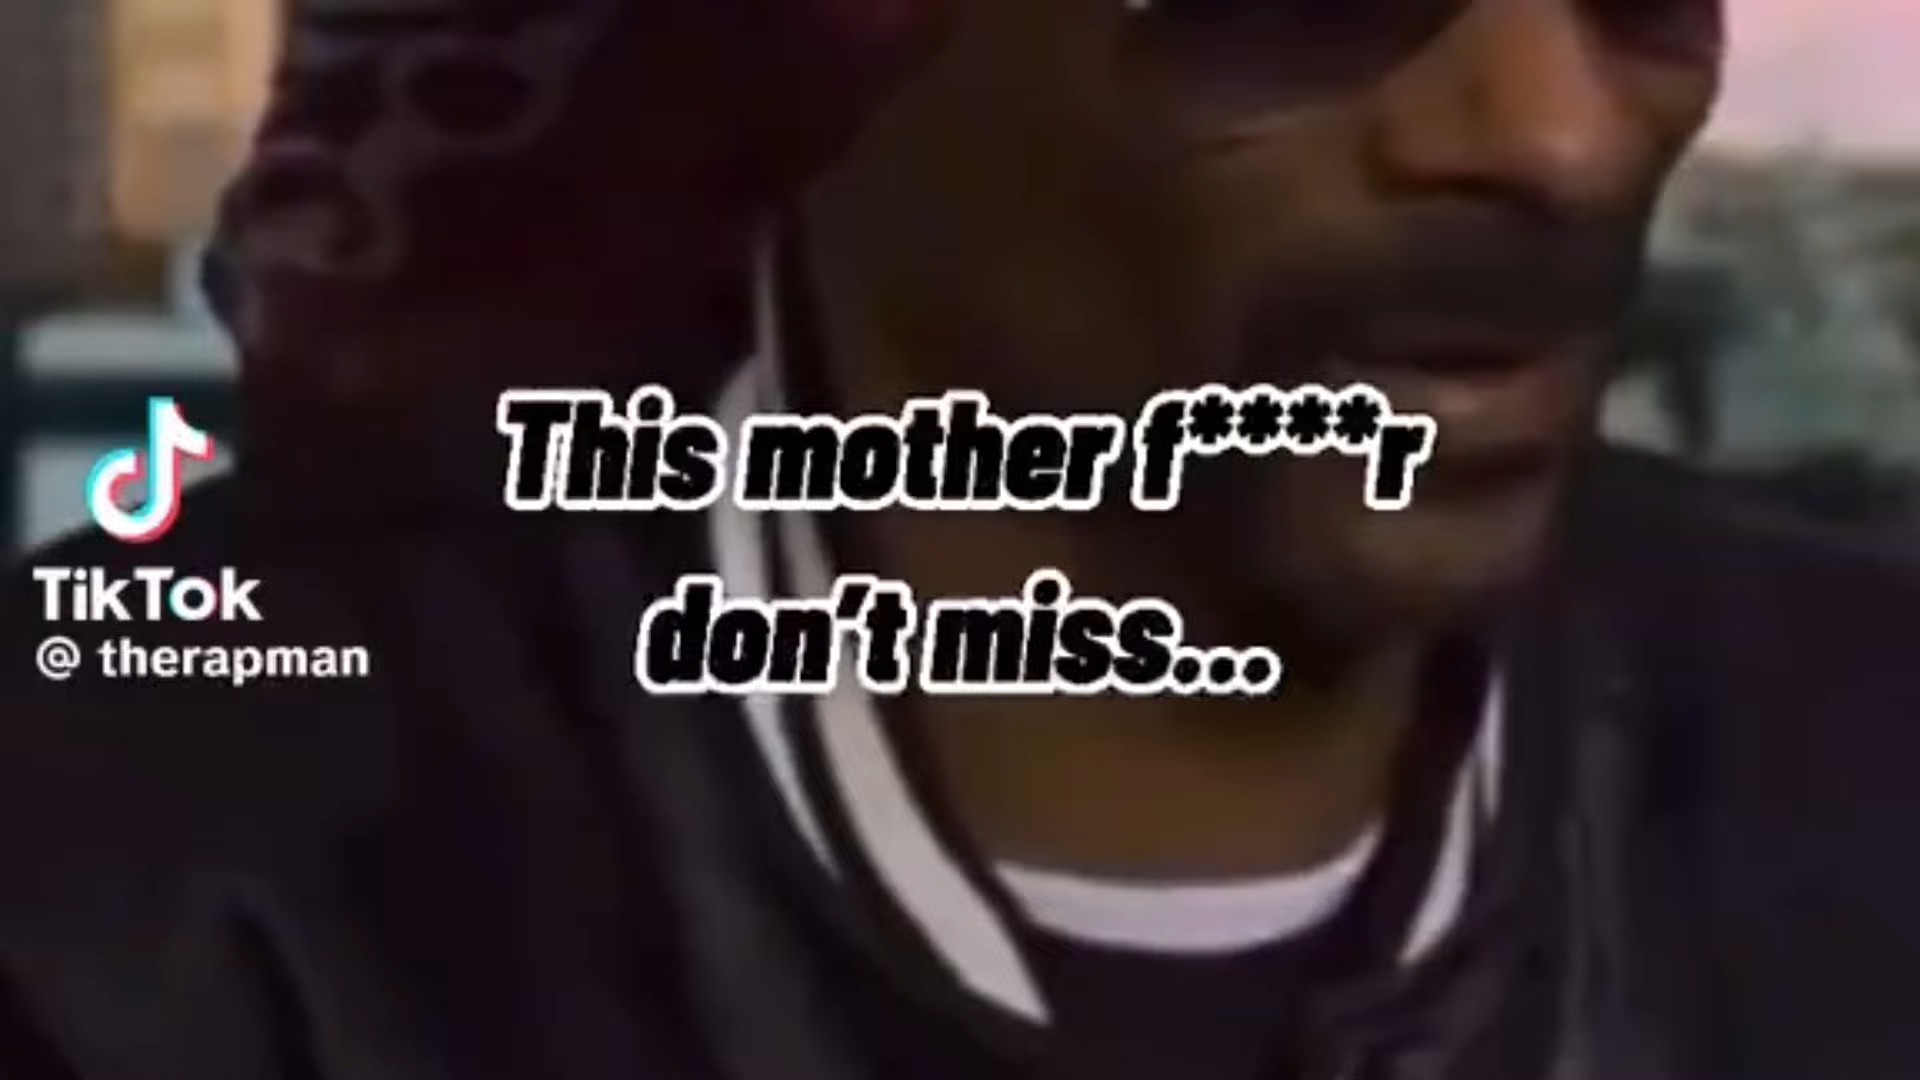 This mother f****r
don't miss...
TikTok
@ therapman